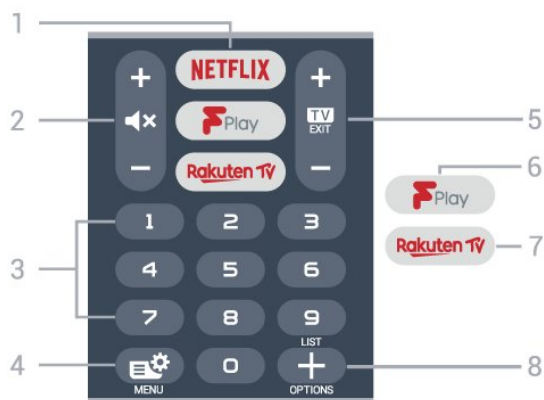 1
NETFLIX
+ +
2
F Play
TV
EXIT
5
- -
Rakuten TV
6
F Play
1 2 3
Rakuten TV
7
3
4 5 6
7 8 9
LIST
4
0
+
8
MENU
OPTIONS